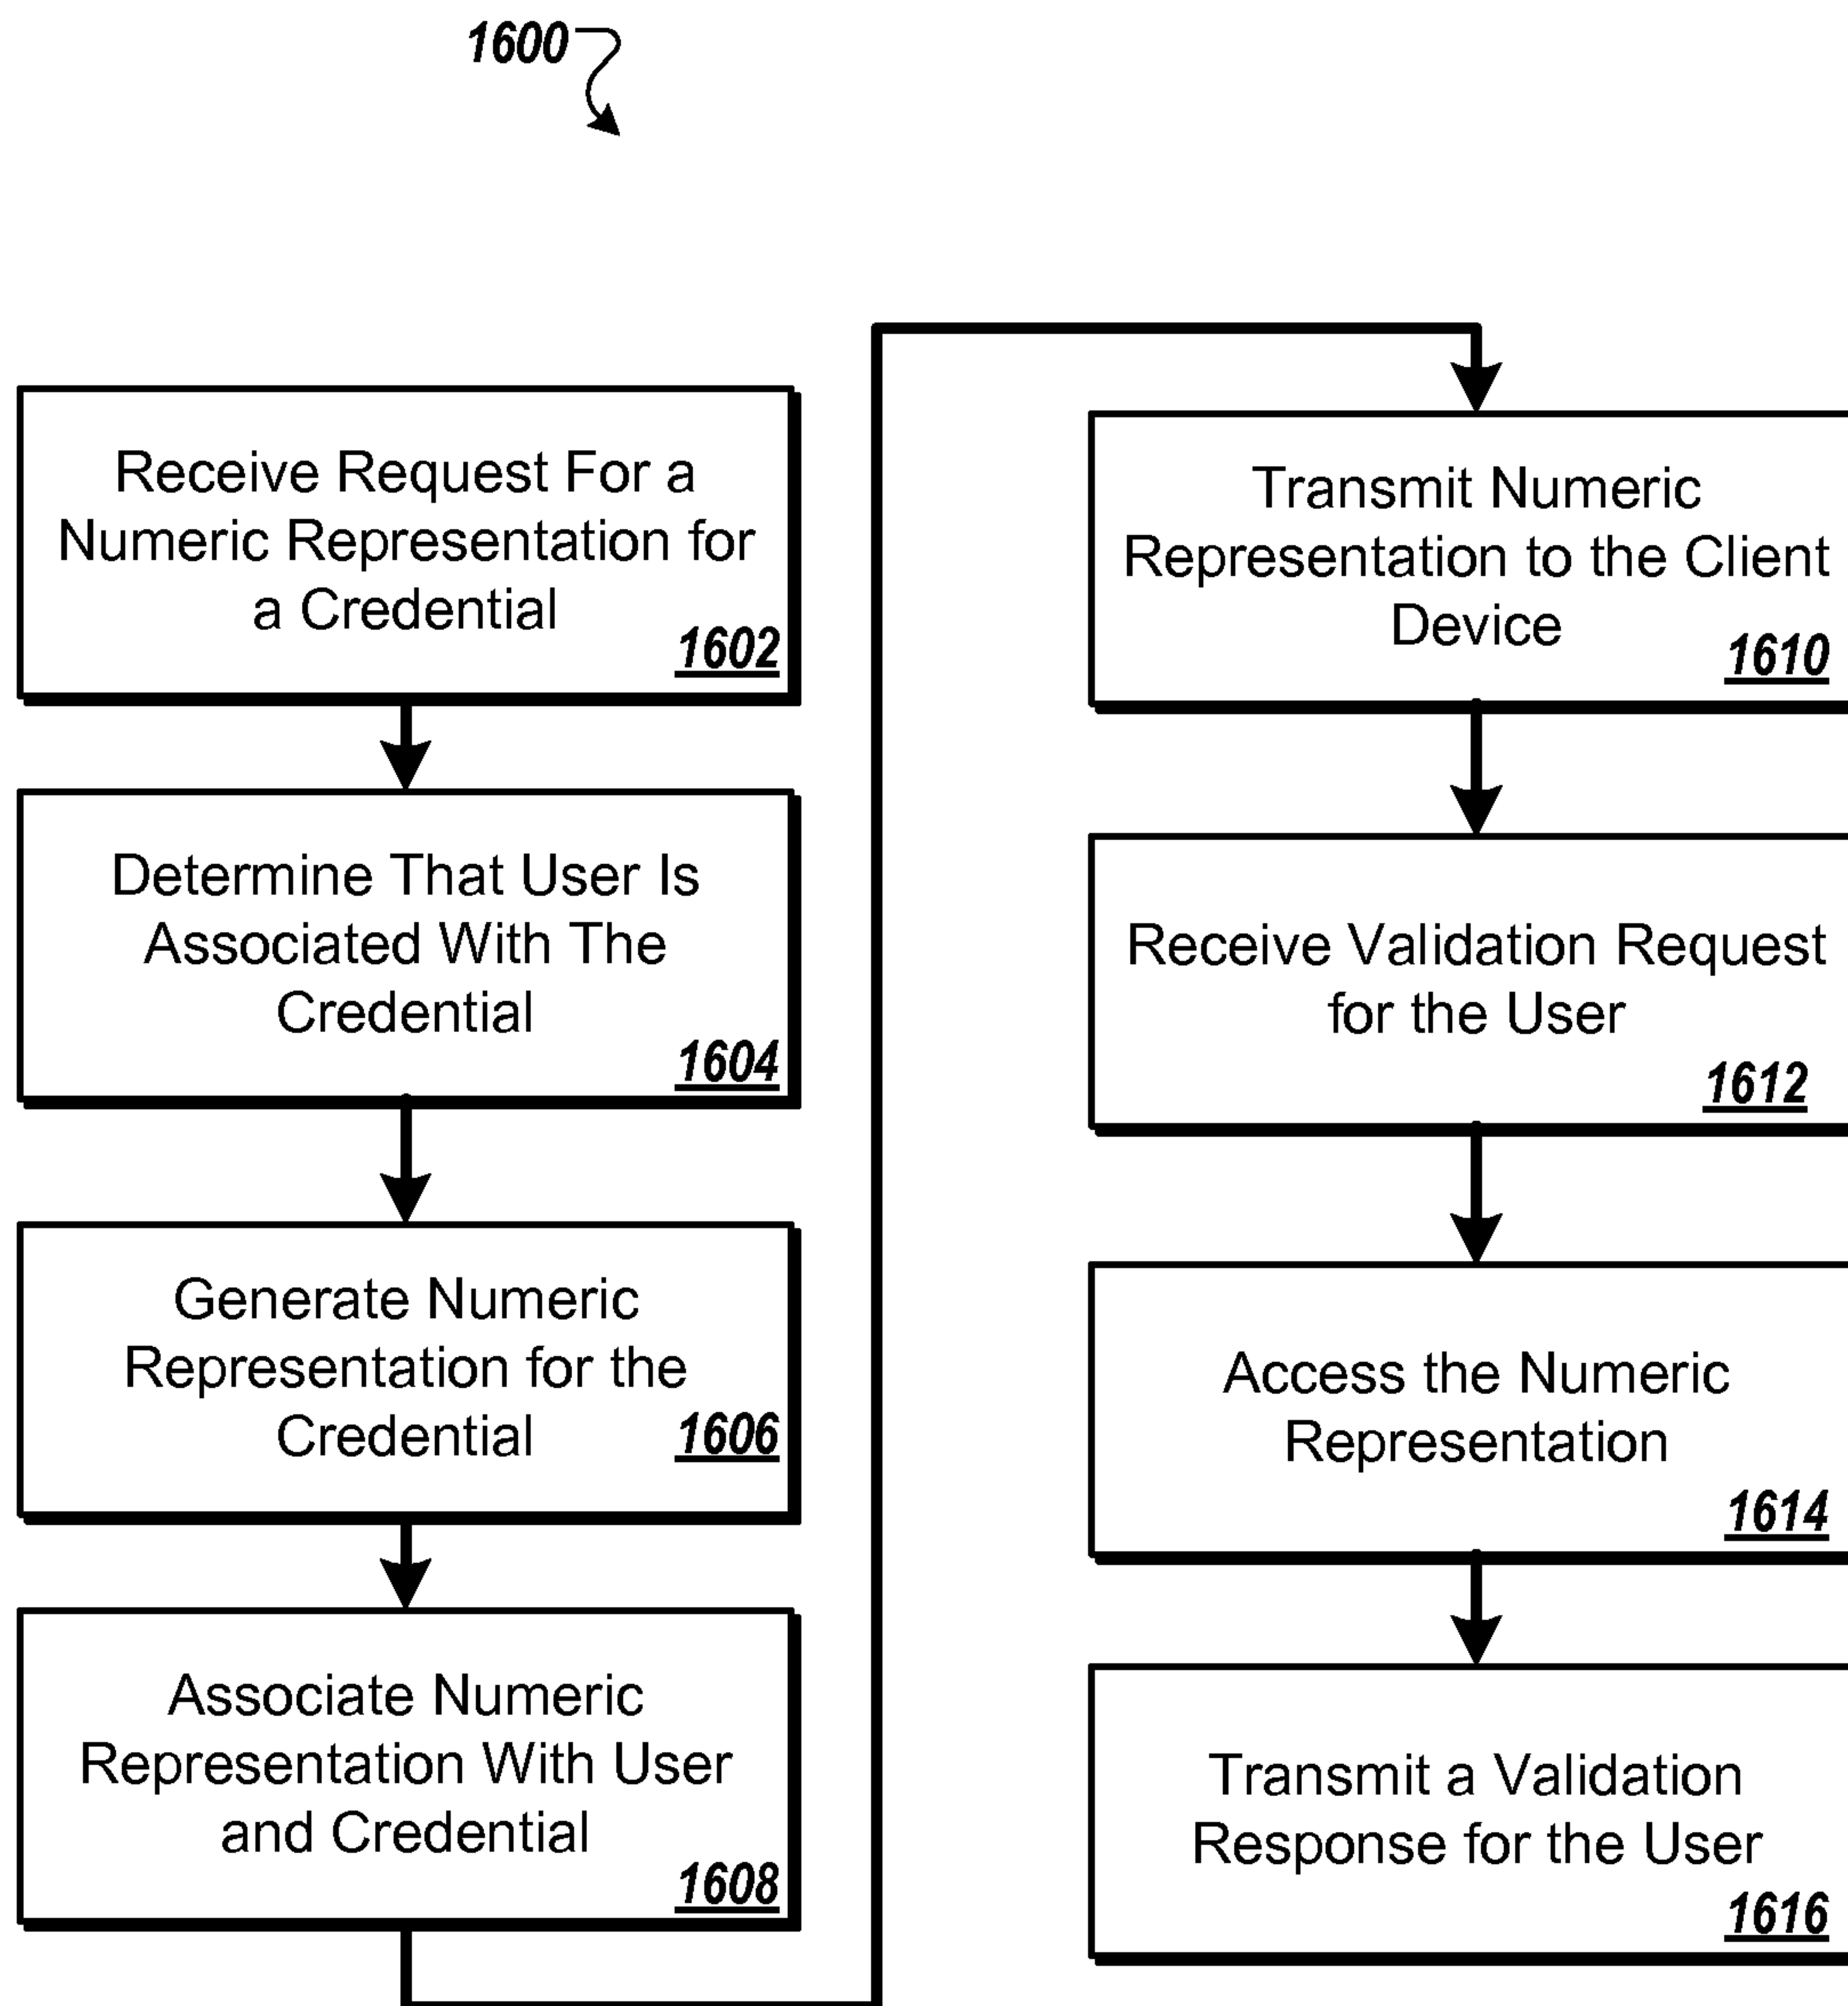 1600
Receive Request For a
Numeric Representation for
a Credential
1602
Determine That User Is
Associated With The
Credential
1604
Generate Numeric
Representation for the
Credential
1606
Associate Numeric
Representation With User
and Credential
1608
Transmit Numeric
Representation to the Client
Device
1610
Receive Validation Request
for the User
1612
Access the Numeric
Representation
1614
Transmit a Validation
Response for the User
1616